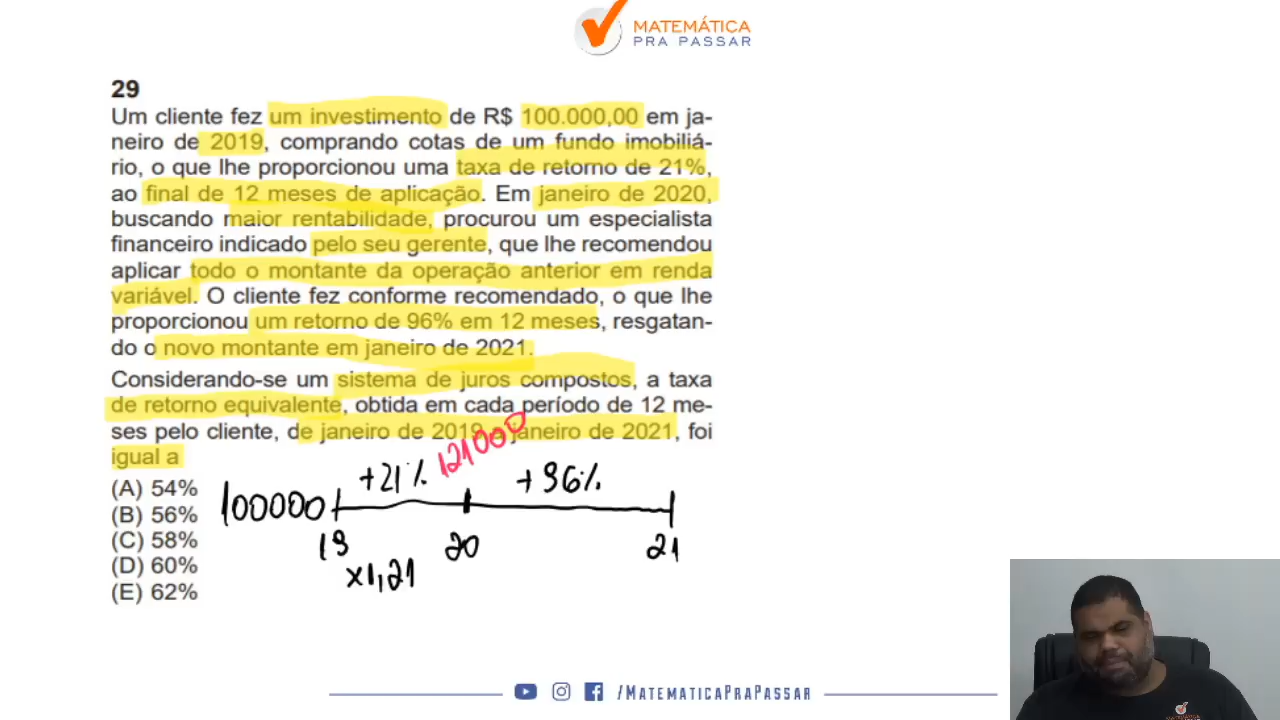 MATEMÁTICA
PRA PASSAR
29
Um cliente fez um investimento de R$ 100.000,00 em ja-
neiro de 2019, comprando cotas de um fundo imobiliá-
rio, o que lhe proporcionou uma taxa de retorno de 21%,
ao final de 12 meses de aplicação. Em janeiro de 2020,
buscando maior rentabilidade, procurou um especialista
financeiro indicado pelo seu gerente, que lhe recomendou
aplicar todo o montante da operação anterior em renda
variável. O cliente fez conforme recomendado, o que lhe
proporcionou um retorno de 96% em 12 meses, resgatan-
do o novo montante em janeiro de 2021.
Considerando-se um sistema de juros compostos, a taxa
de retorno equivalente, obtida em cada período de 12 me-
ses pelo cliente, de janeiro de 2019 a janeiro de 2021, foi
igual a
(A) 54%
(B) 56%
(C) 58%
(D) 60%
(E) 62%
+21% 121000 +96%
100000
19 20 21
x1,21
/MATEMATICAPRAPASSAR